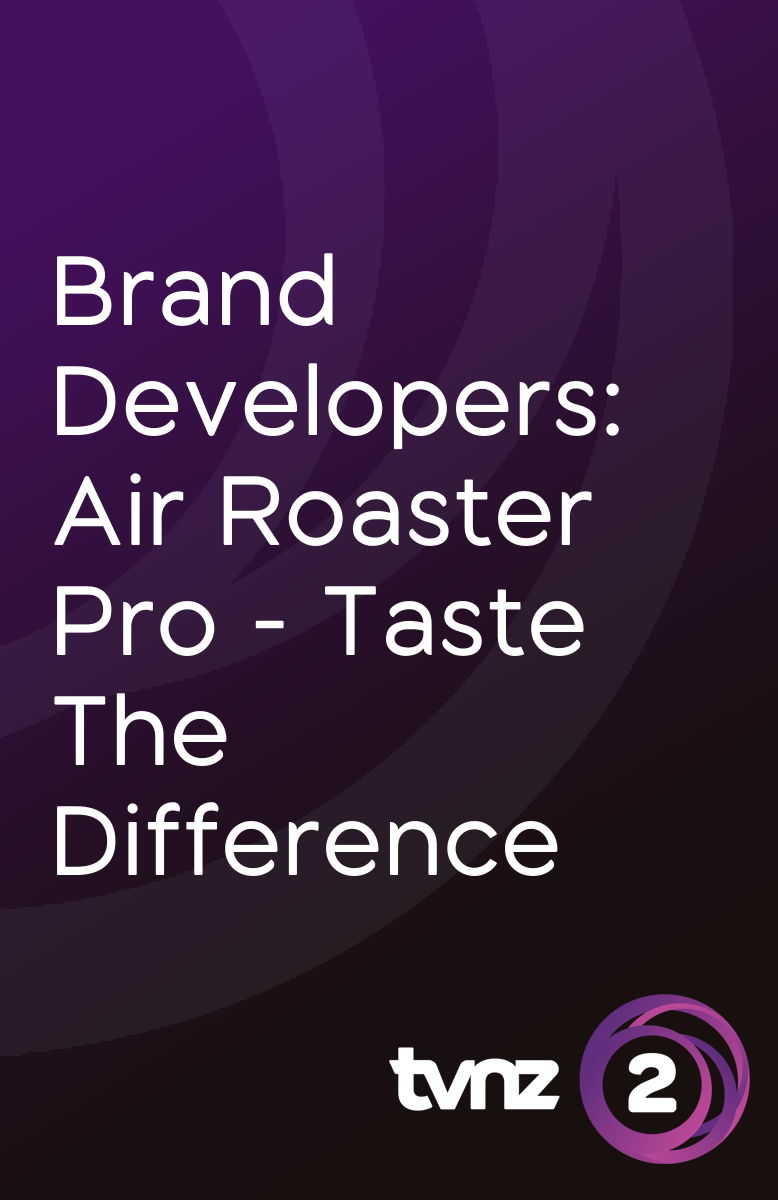 Brand
Developers:
Air Roaster
Pro - Taste
The
Difference
tvnz 2